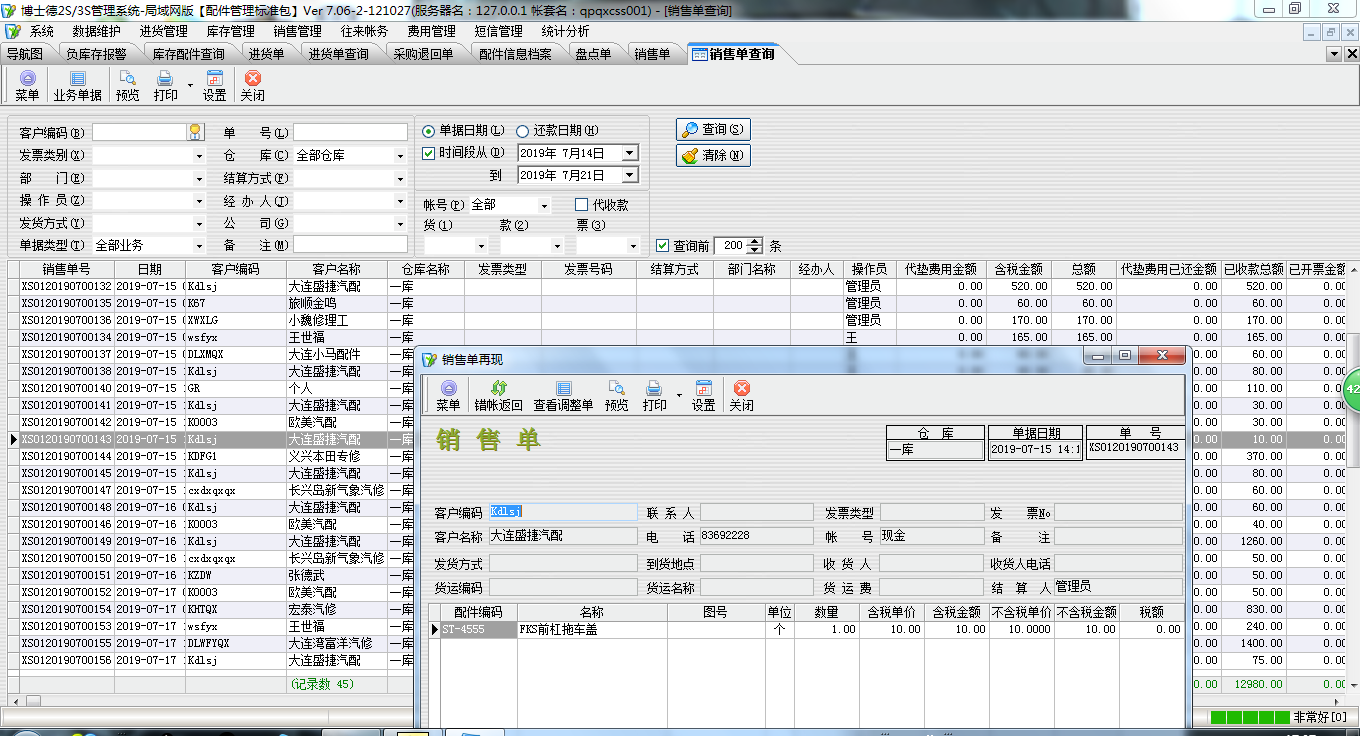 博士德2S/3S管理系统-局域网版【配件管理标准包】Ver 7.06-2-121027(服务器名：127.0.0.1 帐套名：qpqxcss001) - [销售单查询]
系统 数据维护 进货管理 库存管理 销售管理 往来帐务 费用管理 短信管理 统计分析
导航图 负库存报警 库存配件查询 进货单 进货单查询 采购退回单 配件信息档案 盘点单 销售单 销售单查询
菜单 业务单据 预览 打印 设置 关闭
客户编码(B) 单 号(L) 单据日期(L) 还款日期(H) 查询(S)
发票类别(X) 仓 库(C) 全部仓库 时间段从(D) 2019年 7月14日 清除(N)
部 门(E) 结算方式(F) 到 2019年 7月21日
操 作 员(Z) 经 办 人(T) 帐号(P) 全部 代收款
发货方式(Y) 公 司(G) 货(1) 款(2) 票(3)
单据类型(T) 全部业务 备 注(M) 查询前 200 条
销售单号 日期 客户编码 客户名称 仓库名称 发票类型 发票号码 结算方式 部门名称 经办人 操作员 代垫费用金额 含税金额 总额 代垫费用已还金额 已收款总额 已开票金额
XS0120190700132 2019-07-15 Kdlsj 大连盛捷汽配 一库 管理员 0.00 520.00 520.00 0.00 520.00 0.00
XS0120190700135 2019-07-15 K67 旅顺金鸣 一库 管理员 0.00 60.00 60.00 0.00 60.00 0.00
XS0120190700136 2019-07-15 XWXLG 小魏修理工 一库 管理员 0.00 170.00 170.00 0.00 170.00 0.00
XS0120190700134 2019-07-15 wsfyx 王世福 一库 王 0.00 165.00 165.00 0.00 165.00 0.00
XS0120190700137 2019-07-15 DLXMQX 大连小马配件 一库 0.00 60.00 0.00
XS0120190700138 2019-07-15 Kdlsj 大连盛捷汽配 一库 0.00 80.00 0.00
XS0120190700140 2019-07-15 GR 个人 一库 0.00 110.00 0.00
XS0120190700141 2019-07-15 Kdlsj 大连盛捷汽配 一库 0.00 30.00 0.00
XS0120190700142 2019-07-15 K0003 欧美汽配 一库 0.00 30.00 0.00
XS0120190700143 2019-07-15 Kdlsj 大连盛捷汽配 一库 0.00 10.00 0.00
XS0120190700144 2019-07-15 KDFG1 义兴本田专修 一库 0.00 370.00 0.00
XS0120190700145 2019-07-15 Kdlsj 大连盛捷汽配 一库 0.00 80.00 0.00
XS0120190700147 2019-07-15 cxdxqxqx 长兴岛新气象汽修 一库 0.00 60.00 0.00
XS0120190700148 2019-07-16 Kdlsj 大连盛捷汽配 一库 0.00 60.00 0.00
XS0120190700146 2019-07-16 K0003 欧美汽配 一库 0.00 40.00 0.00
XS0120190700149 2019-07-16 Kdlsj 大连盛捷汽配 一库 0.00 1260.00 0.00
XS0120190700150 2019-07-16 cxdxqxqx 长兴岛新气象汽修 一库 0.00 50.00 0.00
XS0120190700151 2019-07-16 KZDW 张德武 一库 0.00 50.00 0.00
XS0120190700152 2019-07-17 K0003 欧美汽配 一库 0.00 50.00 0.00
XS0120190700154 2019-07-17 KHTQX 宏泰汽修 一库 0.00 830.00 0.00
XS0120190700153 2019-07-17 wsfyx 王世福 一库 0.00 240.00 0.00
XS0120190700155 2019-07-17 DLWFYQX 大连湾富洋汽修 一库 0.00 1400.00 0.00
XS0120190700156 2019-07-17 Kdlsj 大连盛捷汽配 一库 0.00 75.00 0.00
(记录数 45) 0.00 12980.00 0.00
非常好[0]
42
销售单再现
菜单 错帐返回 查看调整单 预览 打印 设置 关闭
销 售 单
仓 库 单据日期 单 号
一库 2019-07-15 14:1 XS0120190700143
客户编码 Kdlsj 联 系 人 发票类型 发 票No
客户名称 大连盛捷汽配 电 话 83692228 帐 号 现金 备 注
发货方式 到货地点 收 货 人 收货人电话
货运编码 货运名称 货 运 费 结 算 人 管理员
配件编码 名称 图号 单位 数量 含税单价 含税金额 不含税单价 不含税金额 税额
ST-4555 FKS前杠拖车盖 个 1.00 10.00 10.00 10.0000 10.00 0.00